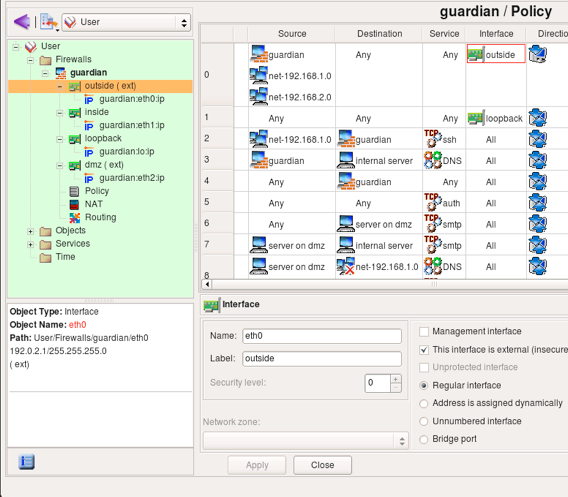 guardian / Policy
User
User
Firewalls
guardian
outside ( ext)
guardian:eth0:ip
inside
guardian:eth1:ip
loopback
guardian:lo:ip
dmz ( ext)
guardian:eth2:ip
Policy
NAT
Routing
Objects
Services
Time
Source Destination Service Interface Directio
0 guardian Any Any outside
net-192.168.1.0
net-192.168.2.0
1 Any Any Any loopback
2 net-192.168.1.0 guardian TCP ssh All
3 guardian internal server DNS All
4 Any guardian Any All
5 Any Any TCP auth All
6 Any server on dmz TCP smtp All
7 server on dmz internal server TCP smtp All
8 server on dmz net-192.168.1.0 DNS All
Object Type: Interface
Object Name: eth0
Path: User/Firewalls/guardian/eth0
192.0.2.1/255.255.255.0
( ext)
Interface
Name: eth0
Label: outside
Security level: 0
Network zone:
Management interface
This interface is external (insecure
Unprotected interface
Regular interface
Address is assigned dynamically
Unnumbered interface
Bridge port
Apply Close